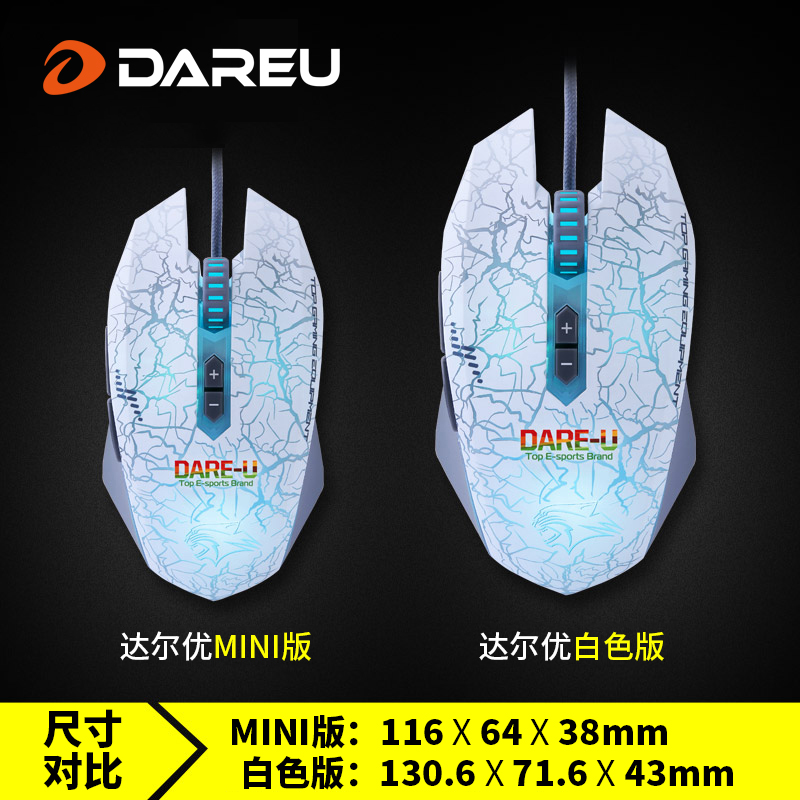 DAREU
TOP GAMING EQUIPMENT
TOP GAMING EQUIPMENT
DARE-U
Top E-sports Brand
DARE-U
Top E-sports Brand
达尔优MINI版
达尔优白色版
尺寸
对比
MINI版：116 X 64 X 38mm
白色版：130.6 X 71.6 X 43mm